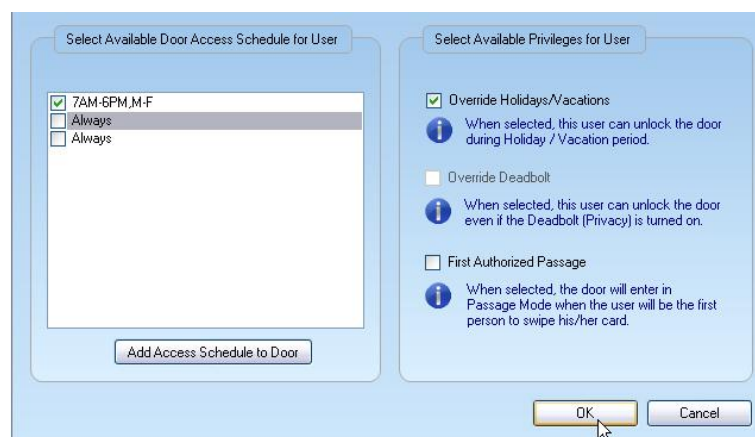 Select Available Door Access Schedule for User
7AM-6PM,M-F
Always
Always
Add Access Schedule to Door
Select Available Privileges for User
Override Holidays/Vacations
When selected, this user can unlock the door
during Holiday / Vacation period.
Override Deadbolt
When selected, this user can unlock the door
even if the Deadbolt (Privacy) is turned on.
First Authorized Passage
When selected, the door will enter in
Passage Mode when the user will be the first
person to swipe his/her card.
OK
Cancel